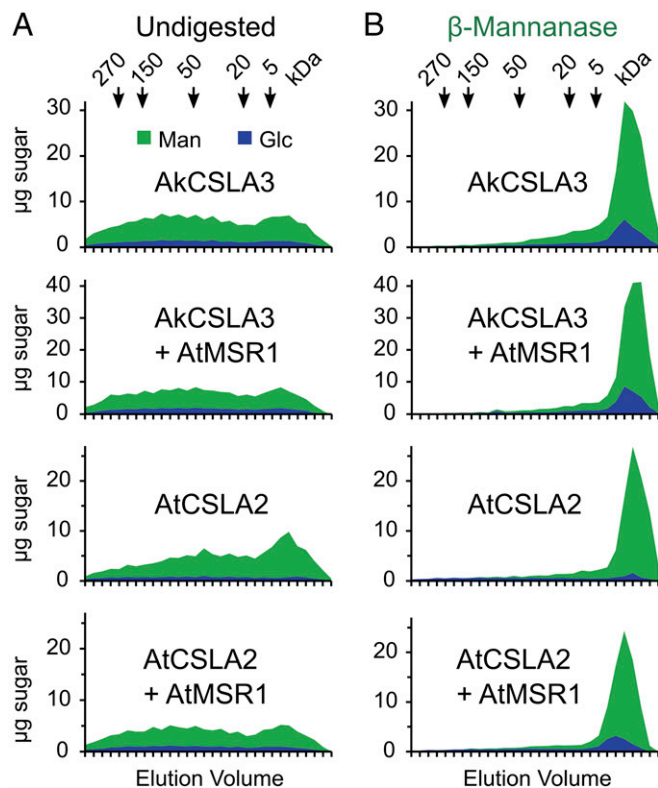 A Undigested
270 150 50 20 5 kDa
30
20
10
0
µg sugar
Man Glc
AkCSLA3
40
30
20
10
0
µg sugar
AkCSLA3
+ AtMSR1
20
10
0
µg sugar
AtCSLA2
20
10
0
µg sugar
AtCSLA2
+ AtMSR1
Elution Volume
B β-Mannanase
270 150 50 20 5 kDa
30
20
10
0
AkCSLA3
40
30
20
10
0
AkCSLA3
+ AtMSR1
20
10
0
AtCSLA2
20
10
0
AtCSLA2
+ AtMSR1
Elution Volume